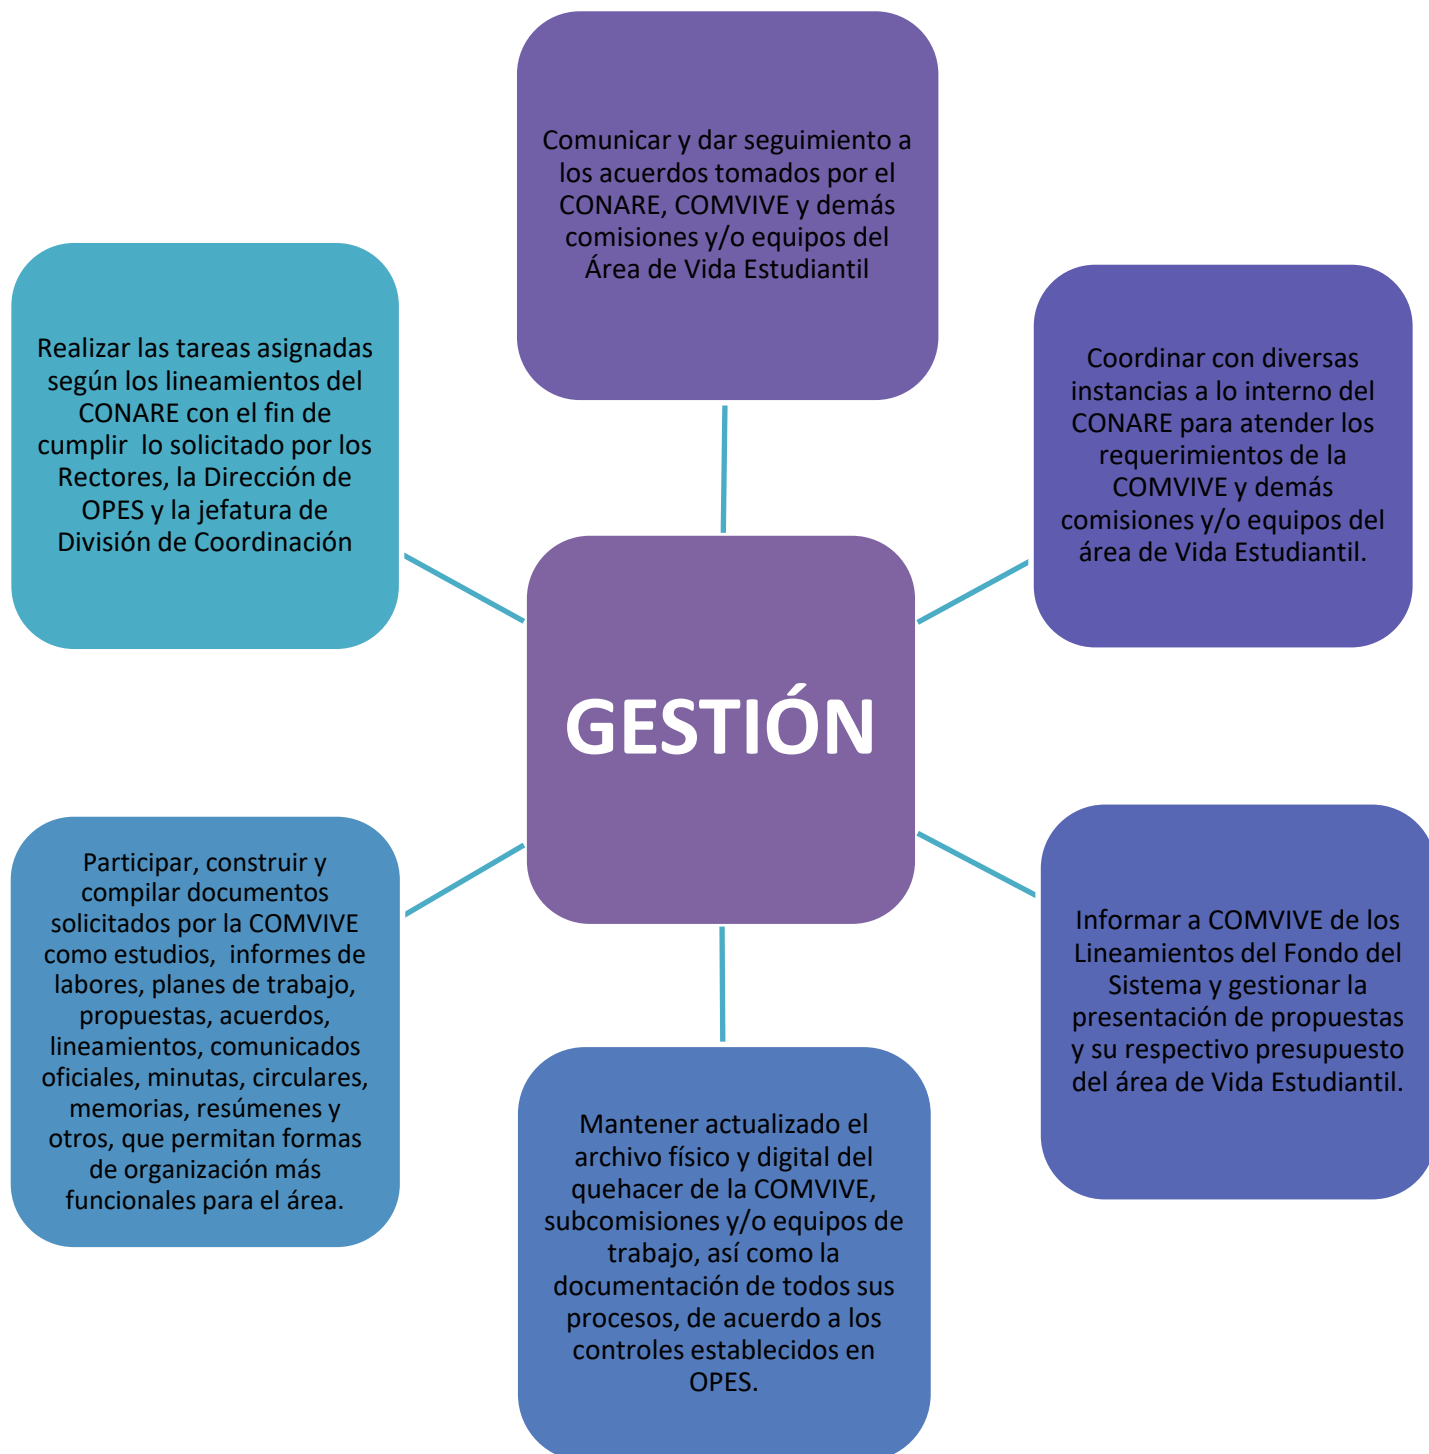 Comunicar y dar seguimiento a
los acuerdos tomados por el
CONARE, COMVIVE y demás
comisiones y/o equipos del
Área de Vida Estudiantil
Coordinar con diversas
instancias a lo interno del
CONARE para atender los
requerimientos de la
COMVIVE y demás
comisiones y/o equipos del
área de Vida Estudiantil.
Informar a COMVIVE de los
Lineamientos del Fondo del
Sistema y gestionar la
presentación de propuestas
y su respectivo presupuesto
del área de Vida Estudiantil.
Mantener actualizado el
archivo físico y digital del
quehacer de la COMVIVE,
subcomisiones y/o equipos de
trabajo, así como la
documentación de todos sus
procesos, de acuerdo a los
controles establecidos en
OPES.
Participar, construir y
compilar documentos
solicitados por la COMVIVE
como estudios,  informes de
labores, planes de trabajo,
propuestas, acuerdos,
lineamientos, comunicados
oficiales, minutas, circulares,
memorias, resúmenes y
otros, que permitan formas
de organización más
funcionales para el área.
Realizar las tareas asignadas
según los lineamientos del
CONARE con el fin de
cumplir  lo solicitado por los
Rectores, la Dirección de
OPES y la jefatura de
División de Coordinación
GESTIÓN